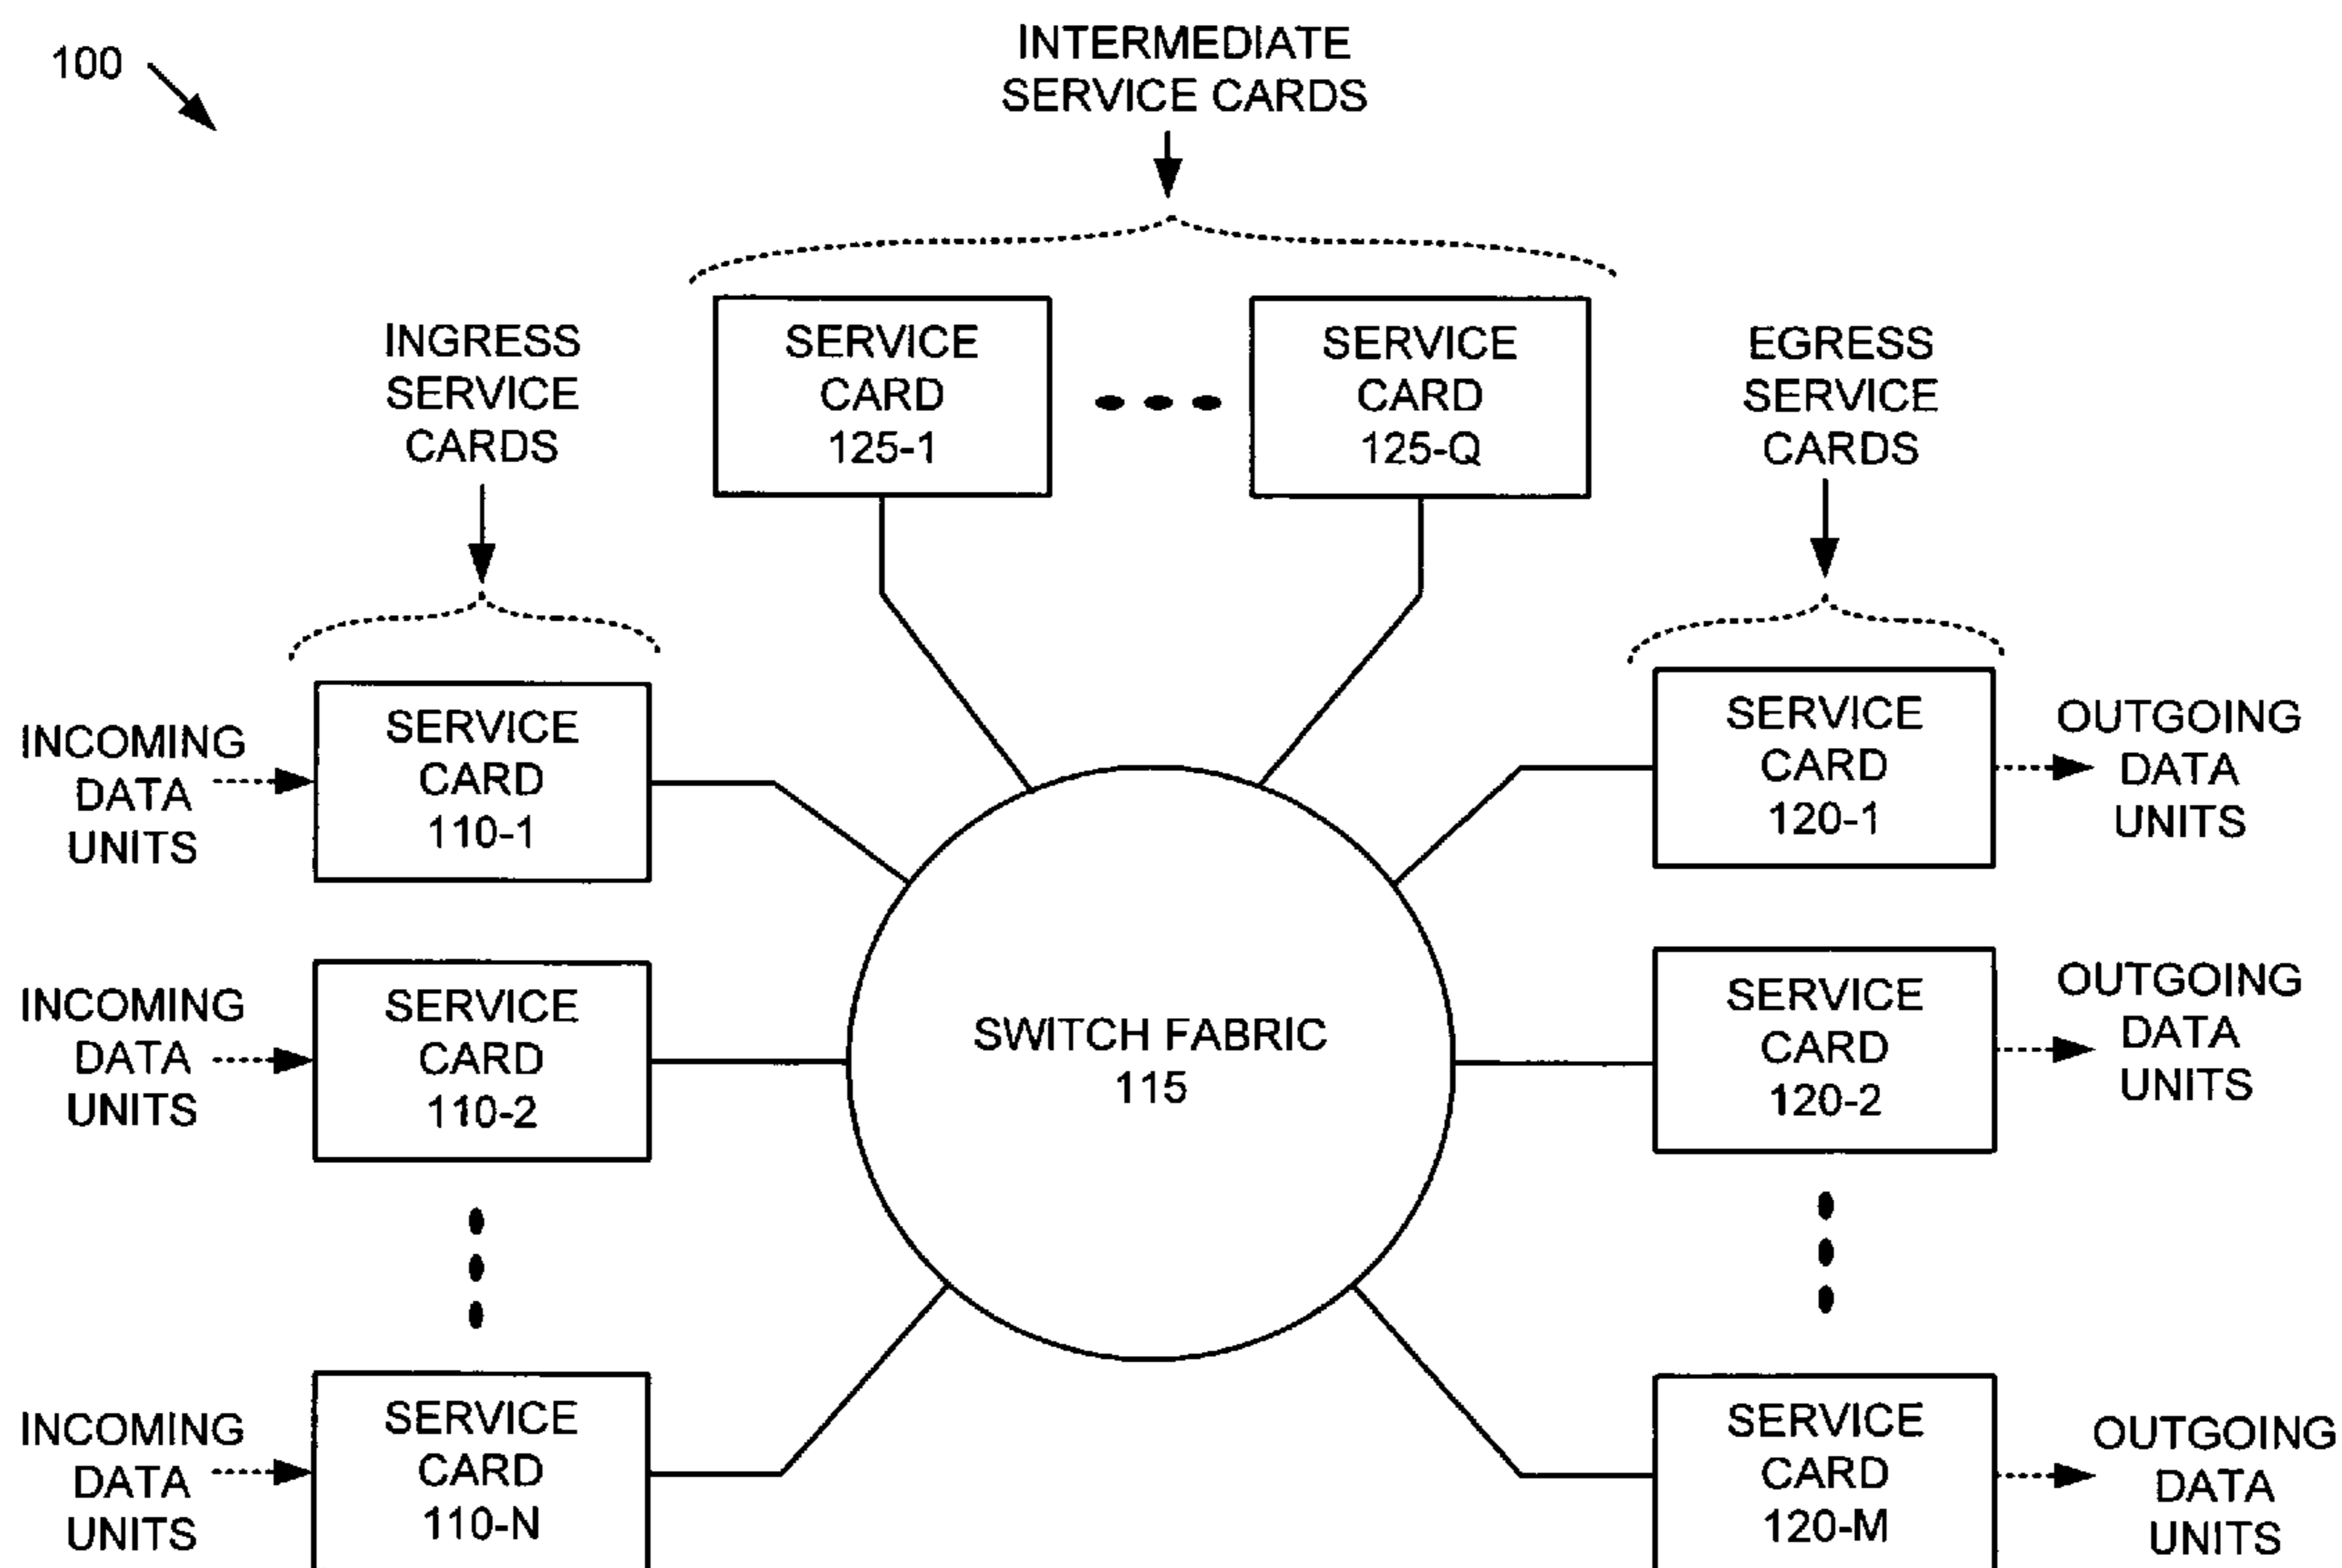 100
INTERMEDIATE
SERVICE CARDS
INGRESS
SERVICE
CARDS
SERVICE
CARD
125-1
SERVICE
CARD
125-Q
EGRESS
SERVICE
CARDS
INCOMING
DATA
UNITS
SERVICE
CARD
110-1
SERVICE
CARD
120-1
OUTGOING
DATA
UNITS
INCOMING
DATA
UNITS
SERVICE
CARD
110-2
SWITCH FABRIC
115
SERVICE
CARD
120-2
OUTGOING
DATA
UNITS
INCOMING
DATA
UNITS
SERVICE
CARD
110-N
SERVICE
CARD
120-M
OUTGOING
DATA
UNITS